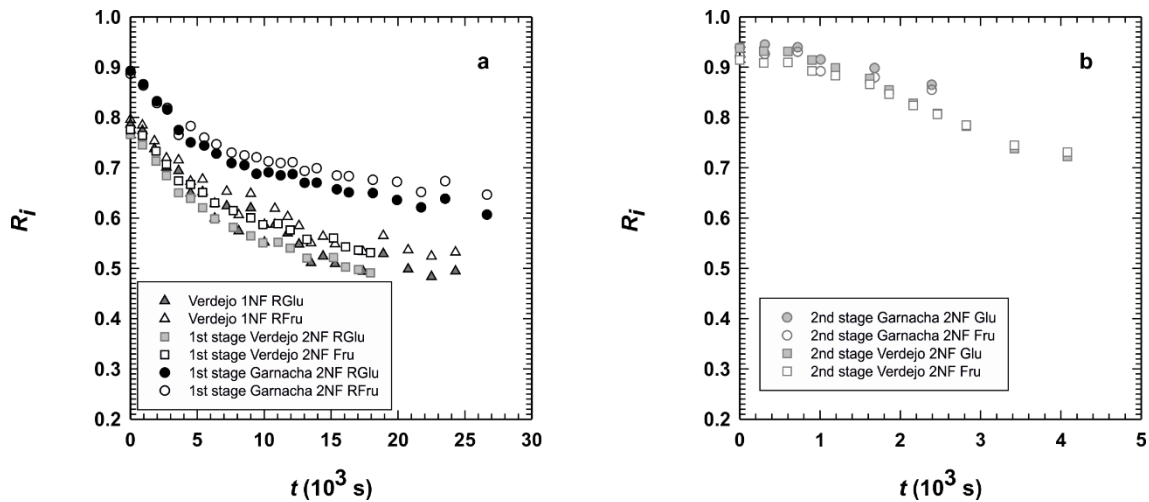 1.0
0.9
0.8
0.7
0.6
0.5
0.4
0.3
0.2
R_i
a
Verdejo 1NF RGlu
Verdejo 1NF RFru
1st stage Verdejo 2NF RGlu
1st stage Verdejo 2NF Fru
1st stage Garnacha 2NF RGlu
1st stage Garnacha 2NF RFru
0 5 10 15 20 25 30
t (10³ s)
1.0
0.9
0.8
0.7
0.6
0.5
0.4
0.3
0.2
R_i
b
2nd stage Garnacha 2NF Glu
2nd stage Garnacha 2NF Fru
2nd stage Verdejo 2NF Glu
2nd stage Verdejo 2NF Fru
0 1 2 3 4 5
t (10³ s)